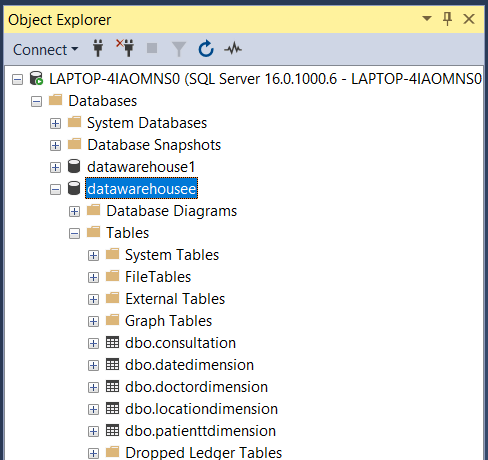 Object Explorer
Connect
LAPTOP-4IAOMNS0 (SQL Server 16.0.1000.6 - LAPTOP-4IAOMNS0
Databases
System Databases
Database Snapshots
datawarehouse1
datawarehousee
Database Diagrams
Tables
System Tables
FileTables
External Tables
Graph Tables
dbo.consultation
dbo.datedimension
dbo.doctordimension
dbo.locationdimension
dbo.patienttdimension
Dropped Ledger Tables